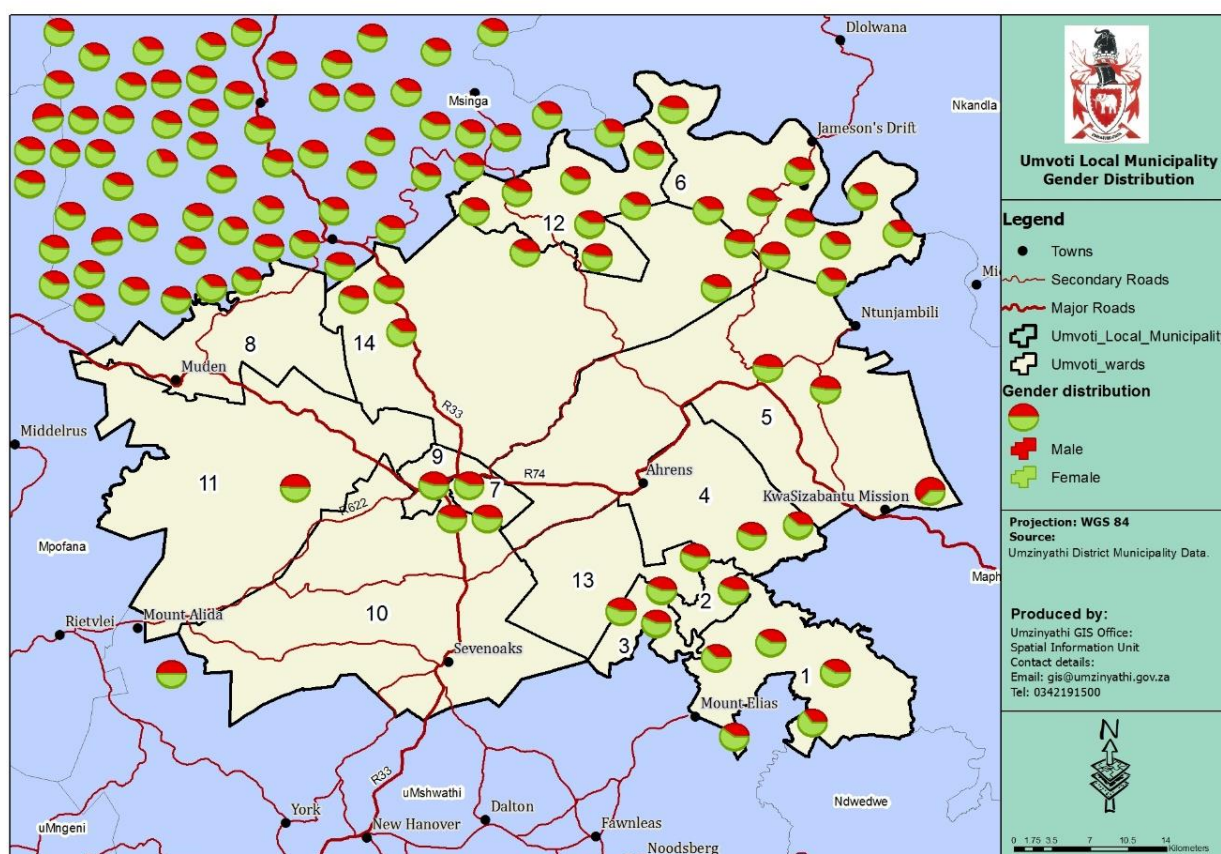 Dlolwana
Msinga
Nkandla
Jameson's Drift
6
12
Ntunjambili
8
14
Muden
Middelrus
R33
5
9
R74
Ahrens
11
7
4
KwaSizabantu Mission
R622
Mpofana
Maph
13
2
10
Mount Alida
Rietvlei
3
Sevenoaks
1
Mount Elias
R33
uMshwathi
Ndwedwe
York
Dalton
uMngeni
New Hanover
Fawnleas
Noodsberg
Umvoti Local Municipality
Gender Distribution
Legend
Towns
Secondary Roads
Major Roads
Umvoti_Local_Municipalit
Umvoti_wards
Gender distribution
Male
Female
Projection: WGS 84
Source:
Umzinyathi District Municipality Data.
Produced by:
Umzinyathi GIS Office:
Spatial Information Unit
Contact details:
Email: gis@umzinyathi.gov.za
Tel: 0342191500
N
0 1.75 3.5 7 10.5 14
Kilometers